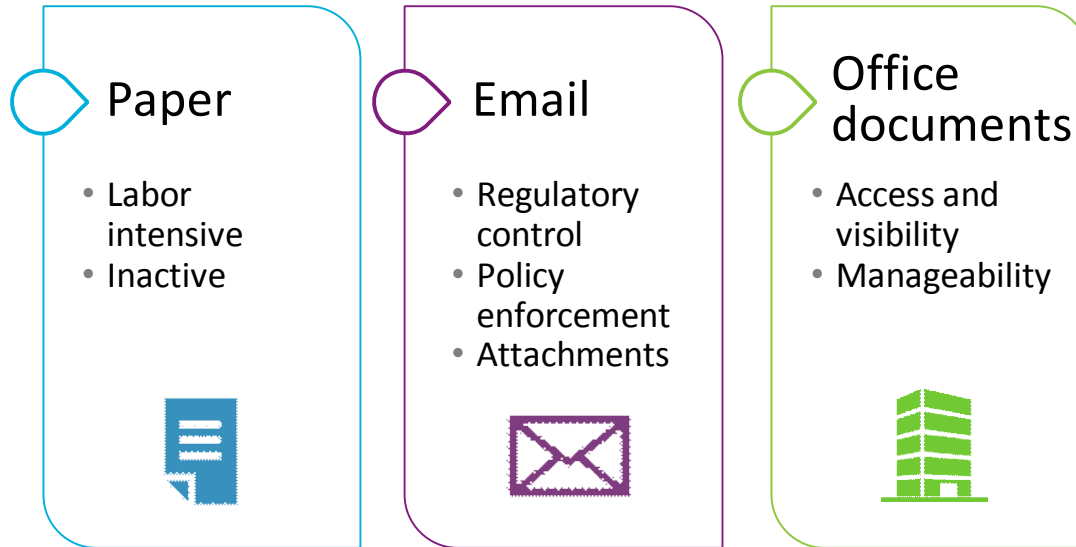 Paper
• Labor
intensive
• Inactive
Email
• Regulatory
control
• Policy
enforcement
• Attachments
Office
documents
• Access and
visibility
• Manageability